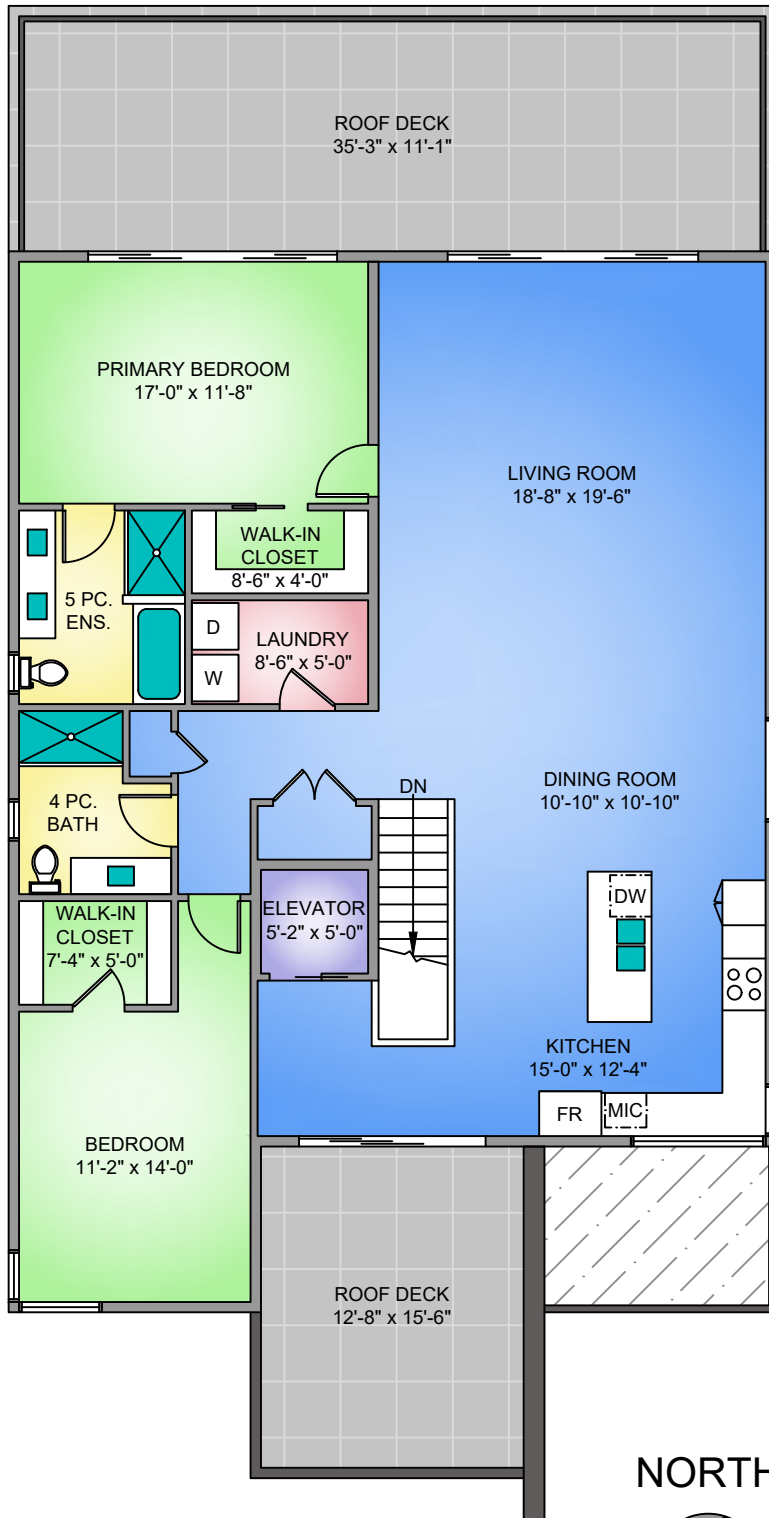 ROOF DECK
35'-3" x 11'-1"
PRIMARY BEDROOM
17'-0" x 11'-8"
LIVING ROOM
18'-8" x 19'-6"
WALK-IN
CLOSET
8'-6" x 4'-0"
5 PC.
ENS.
D
W
LAUNDRY
8'-6" x 5'-0"
4 PC.
BATH
DN
DINING ROOM
10'-10" x 10'-10"
DW
WALK-IN
CLOSET
7'-4" x 5'-0"
ELEVATOR
5'-2" x 5'-0"
KITCHEN
15'-0" x 12'-4"
FR
MIC
BEDROOM
11'-2" x 14'-0"
ROOF DECK
12'-8" x 15'-6"
NORTH